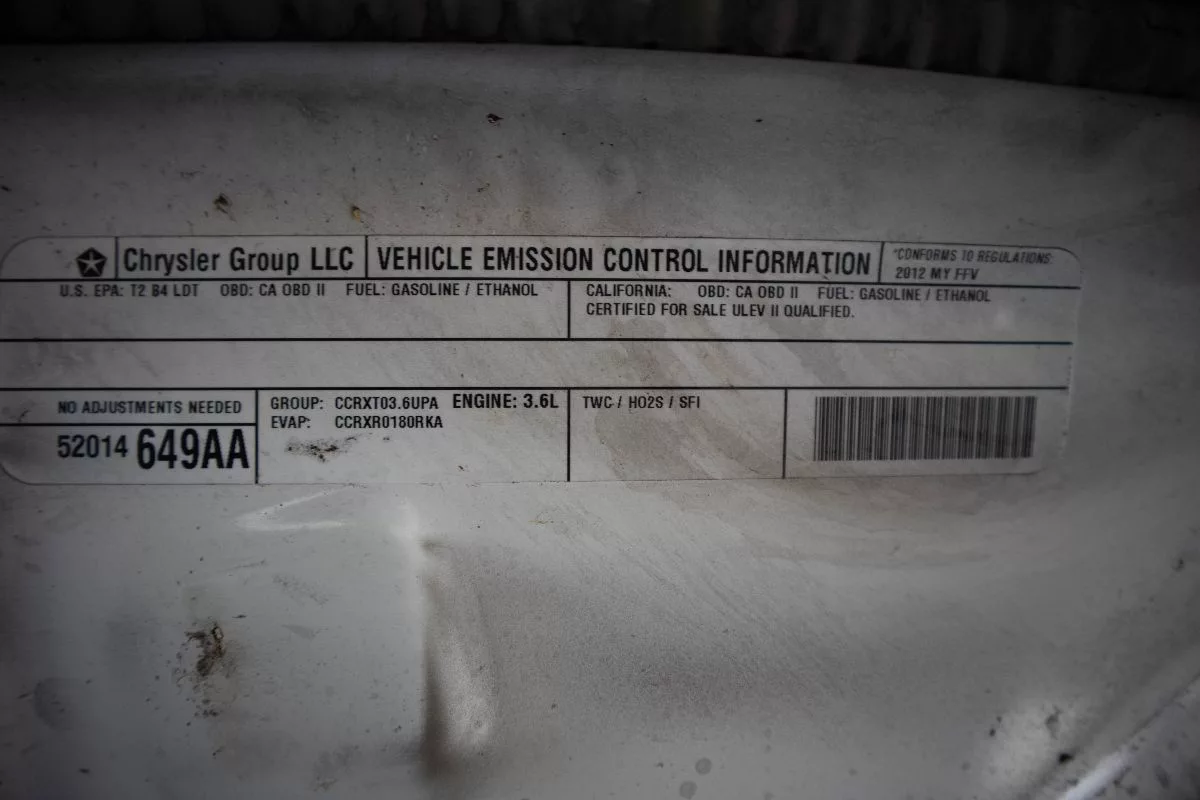 Chrysler Group LLC VEHICLE EMISSION CONTROL INFORMATION
*CONFORMS TO REGULATIONS:
2012 MY FFV
U.S. EPA: T2 B4 LDT OBD: CA OBD II FUEL: GASOLINE / ETHANOL
CALIFORNIA: OBD: CA OBD II FUEL: GASOLINE / ETHANOL
CERTIFIED FOR SALE ULEV II QUALIFIED.
NO ADJUSTMENTS NEEDED
52014 649AA
GROUP: CCRXT03.6UPA ENGINE: 3.6L
EVAP: CCRXR0180RKA
TWC / HO2S / SFI